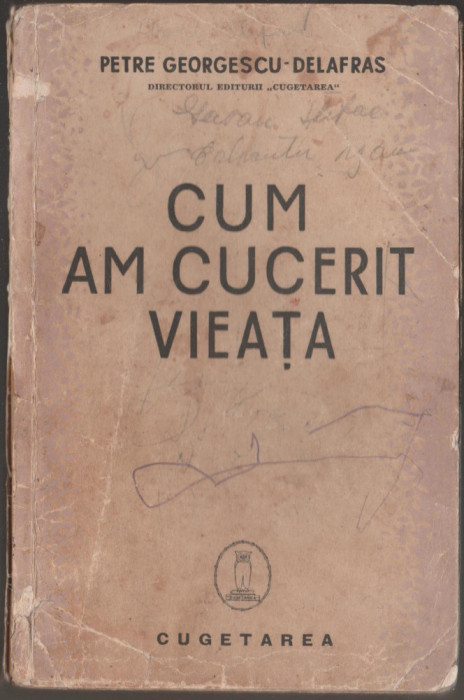 PETRE GEORGESCU-DELAFRAS
DIRECTORUL EDITURII „CUGETAREA"
CUM
AM CUCERIT
VIEAȚA
CUGETAREA